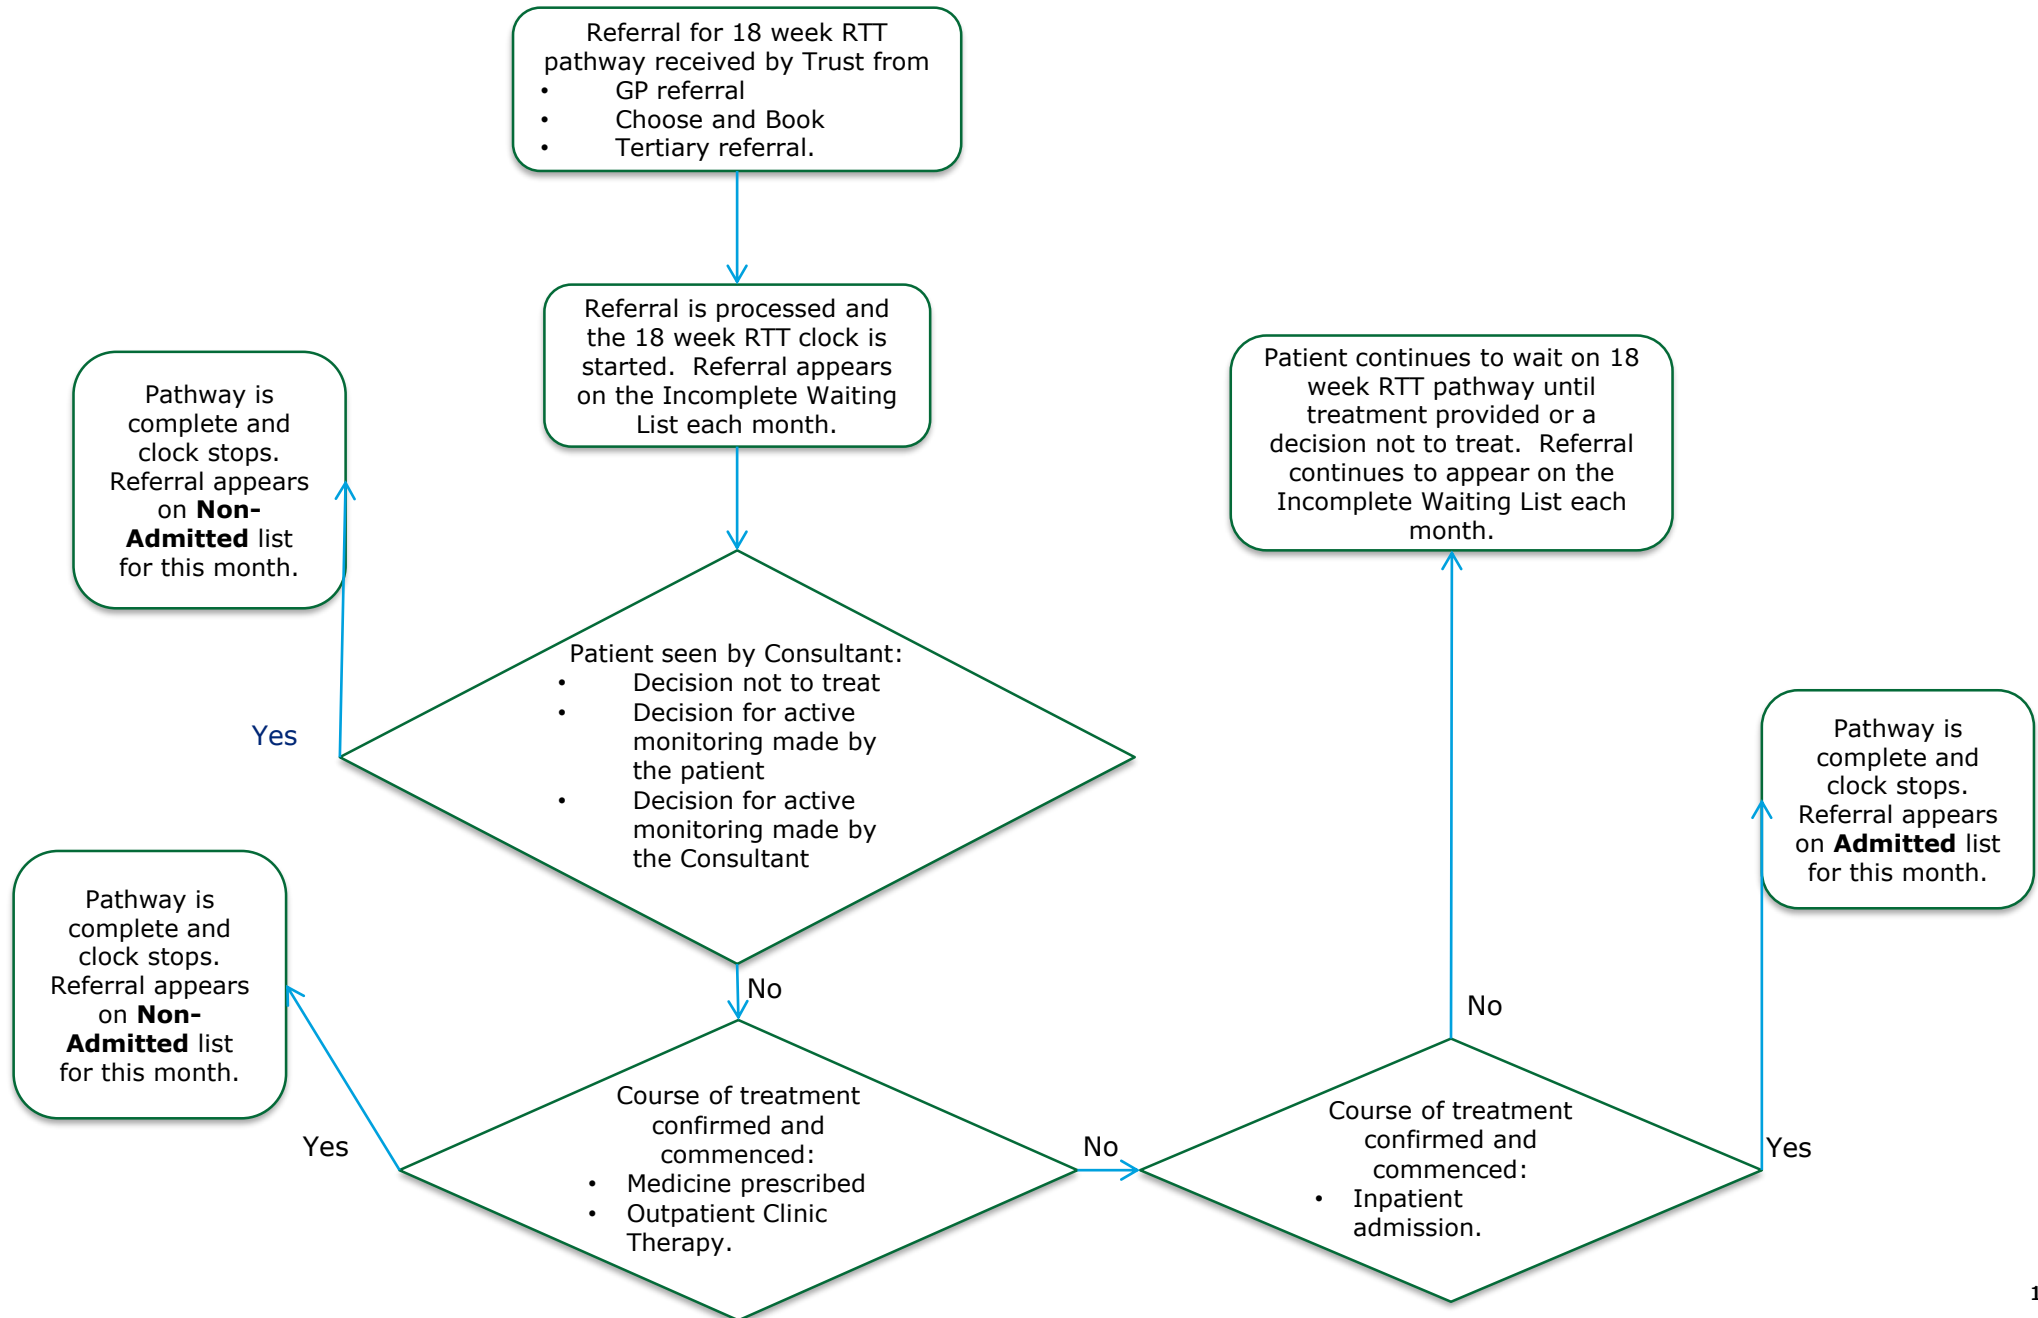 Referral for 18 week RTT
pathway received by Trust from
• GP referral
• Choose and Book
• Tertiary referral.
Referral is processed and
the 18 week RTT clock is
started.  Referral appears
on the Incomplete Waiting
List each month.
Pathway is
complete and
clock stops.
Referral appears
on Non-
Admitted list
for this month.
Patient continues to wait on 18
week RTT pathway until
treatment provided or a
decision not to treat.  Referral
continues to appear on the
Incomplete Waiting List each
month.
Patient seen by Consultant:
• Decision not to treat
• Decision for active
monitoring made by
the patient
• Decision for active
monitoring made by
the Consultant
Yes
Pathway is
complete and
clock stops.
Referral appears
on Admitted list
for this month.
Pathway is
complete and
clock stops.
Referral appears
on Non-
Admitted list
for this month.
No
No
Course of treatment
confirmed and
commenced:
• Medicine prescribed
• Outpatient Clinic
Therapy.
Yes
No
Course of treatment
confirmed and
commenced:
• Inpatient
admission.
Yes
1